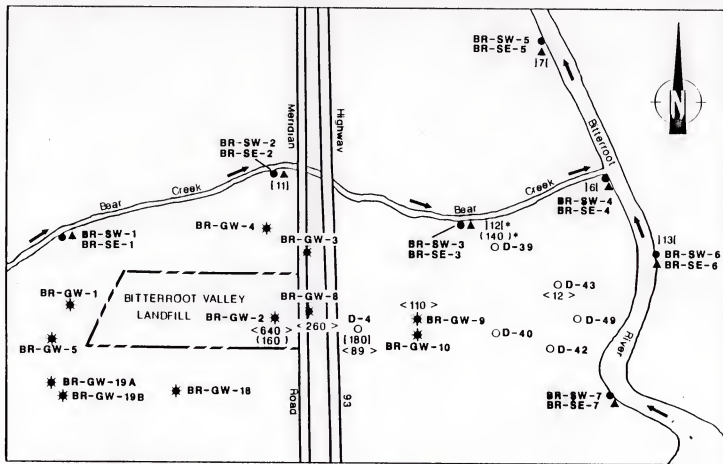 BR-SW-5
BR-SE-5
]7[
N
Meridian
Highway
Bitterroot
BR-SW-2
BR-SE-2
[11]
Bear
Creek
BR-SW-1
BR-SE-1
BR-GW-4
BR-GW-3
Bear
Creek
]6[
BR-SW-4
BR-SE-4
BR-SW-3
BR-SE-3
]12[*
(140)*
D-39
]13[
BR-SW-6
BR-SE-6
BR-GW-1
BITTERROOT VALLEY
LANDFILL
BR-GW-8
D-43
<12>
BR-GW-2
<640>
(160)
<260>
D-4
[180]
<89>
<110>
BR-GW-9
BR-GW-10
D-40
D-49
D-42
BR-GW-5
River
BR-GW-19A
BR-GW-19B
BR-GW-18
Road
93
BR-SW-7
BR-SE-7